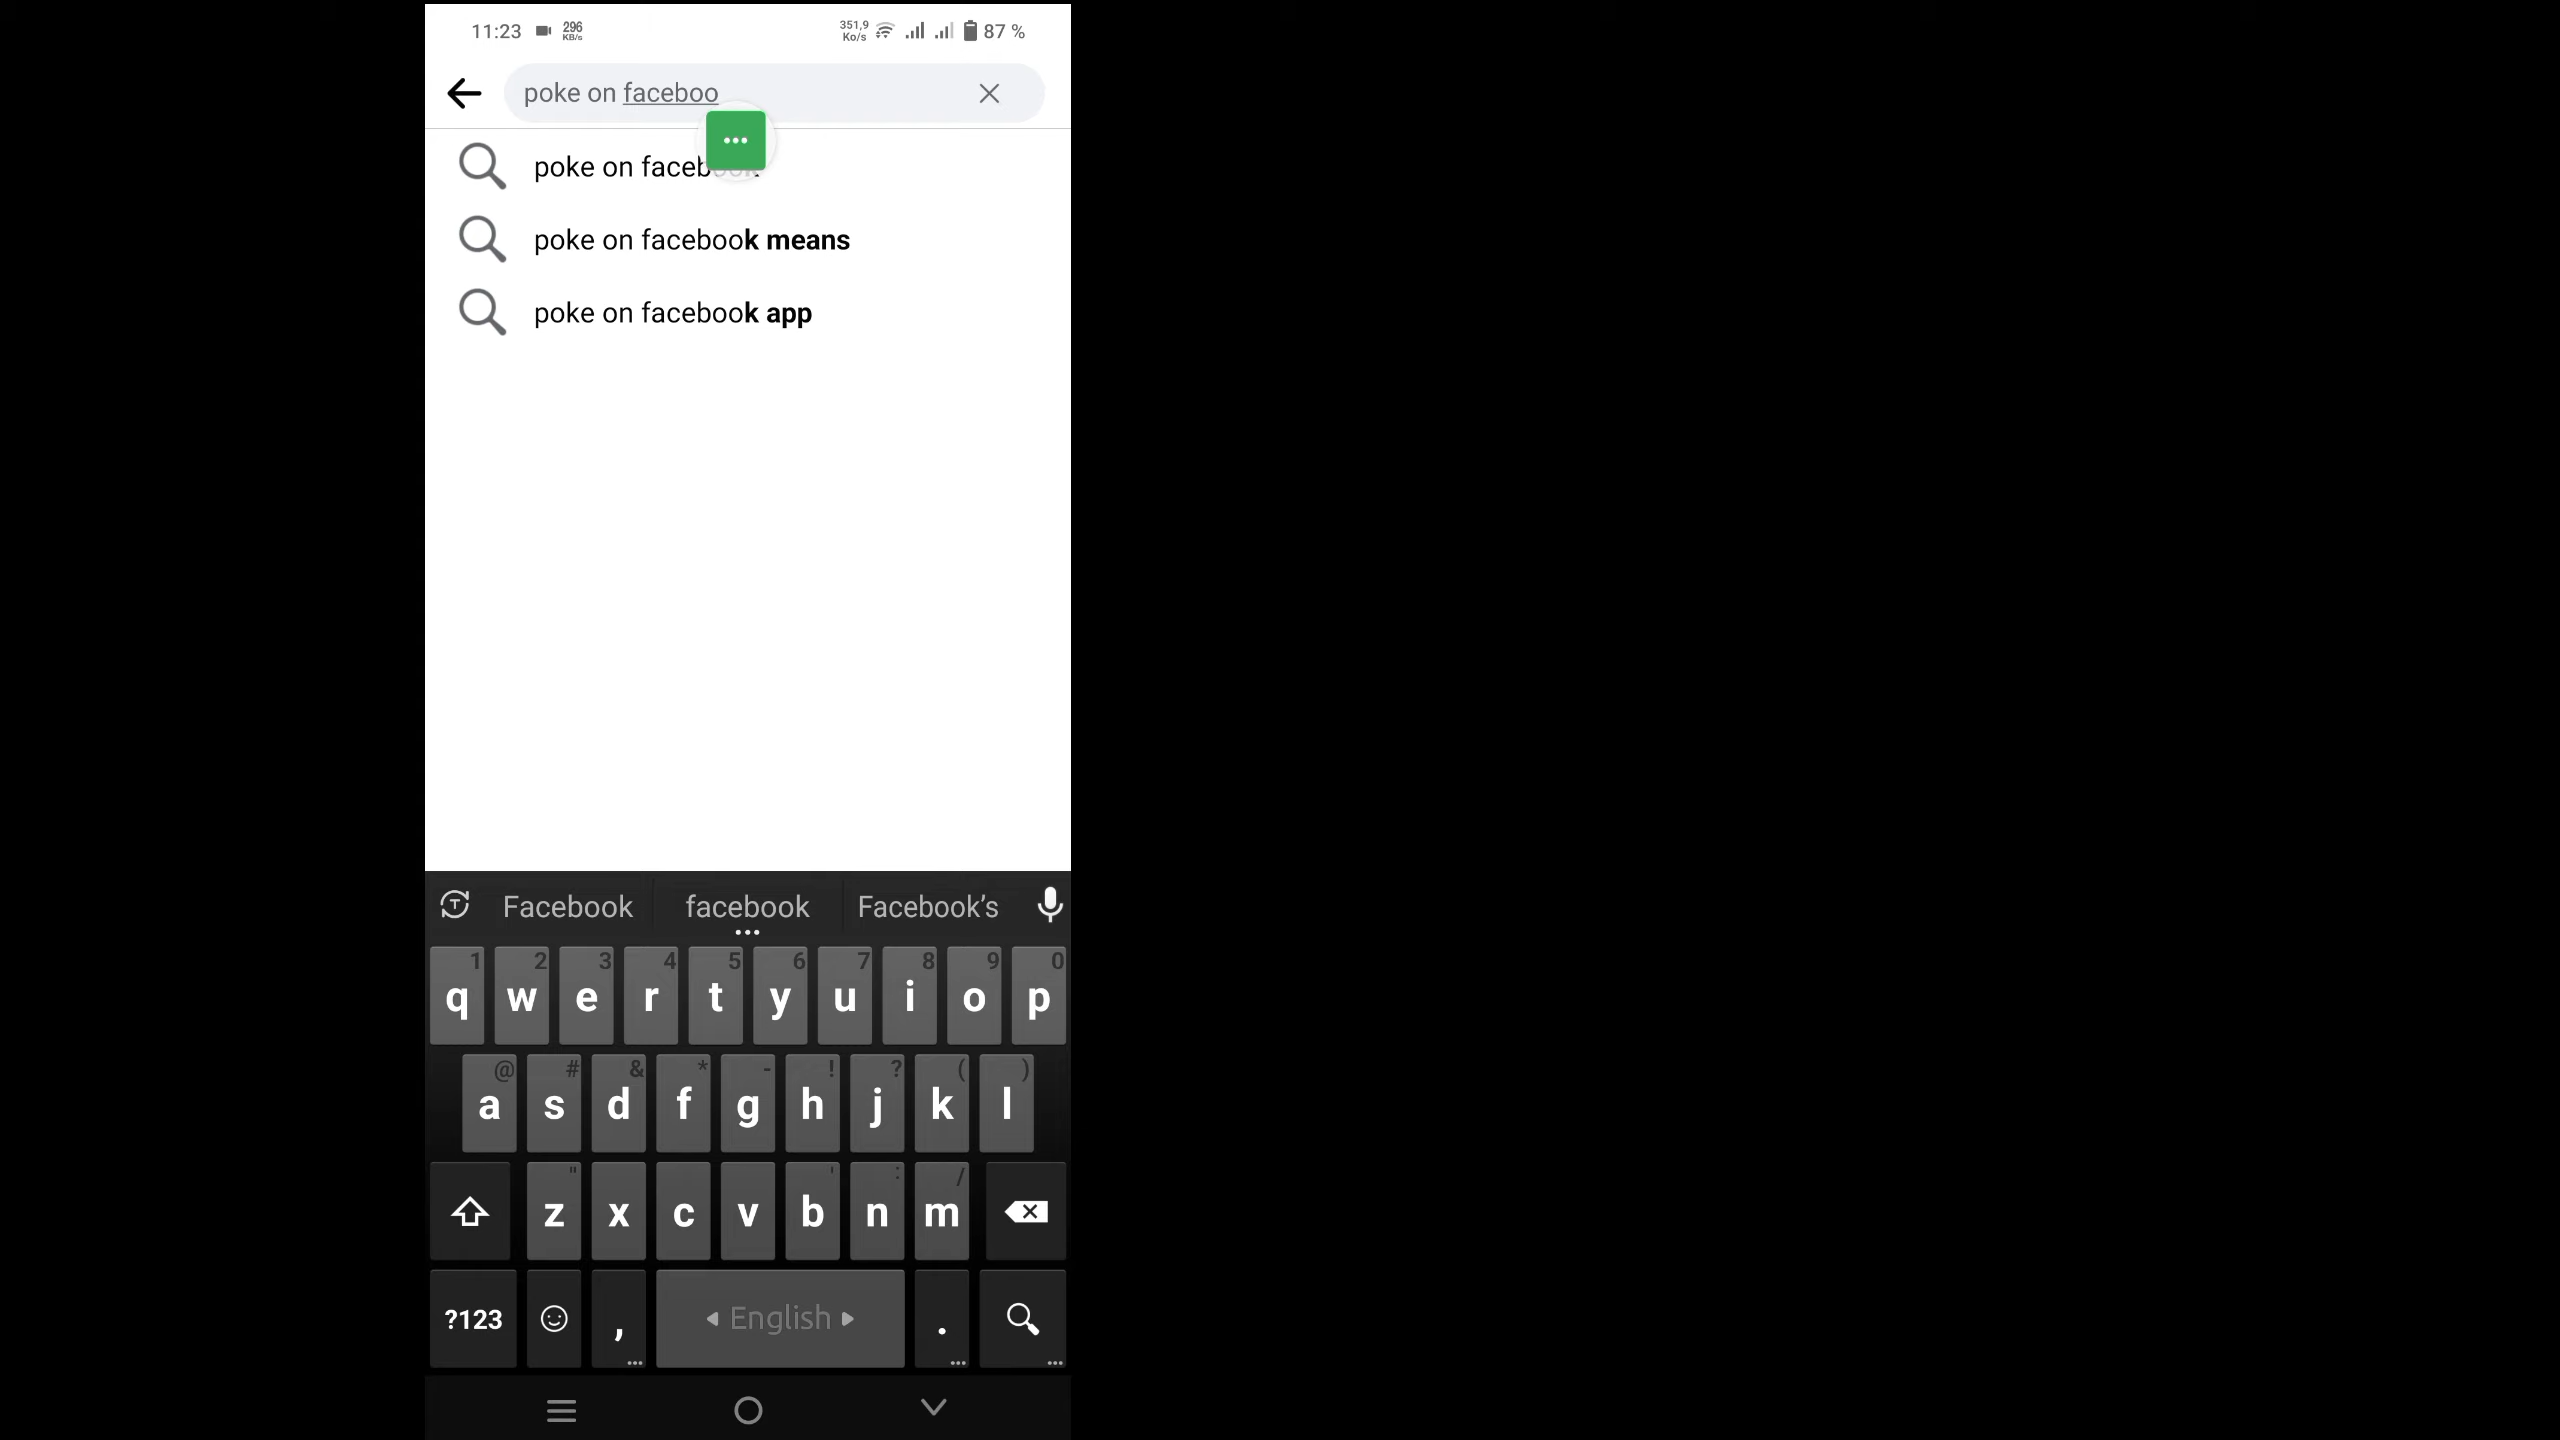 11:23 296 KB/s 351,9 Ko/s 87 %
poke on faceboo
poke on faceb
poke on facebook means
poke on facebook app
Facebook facebook Facebook’s
1 2 3 4 5 6 7 8 9 0
q w e r t y u i o p
@ # & * - ! ? ( )
a s d f g h j k l
" ' : /
z x c v b n m
?123 , English .